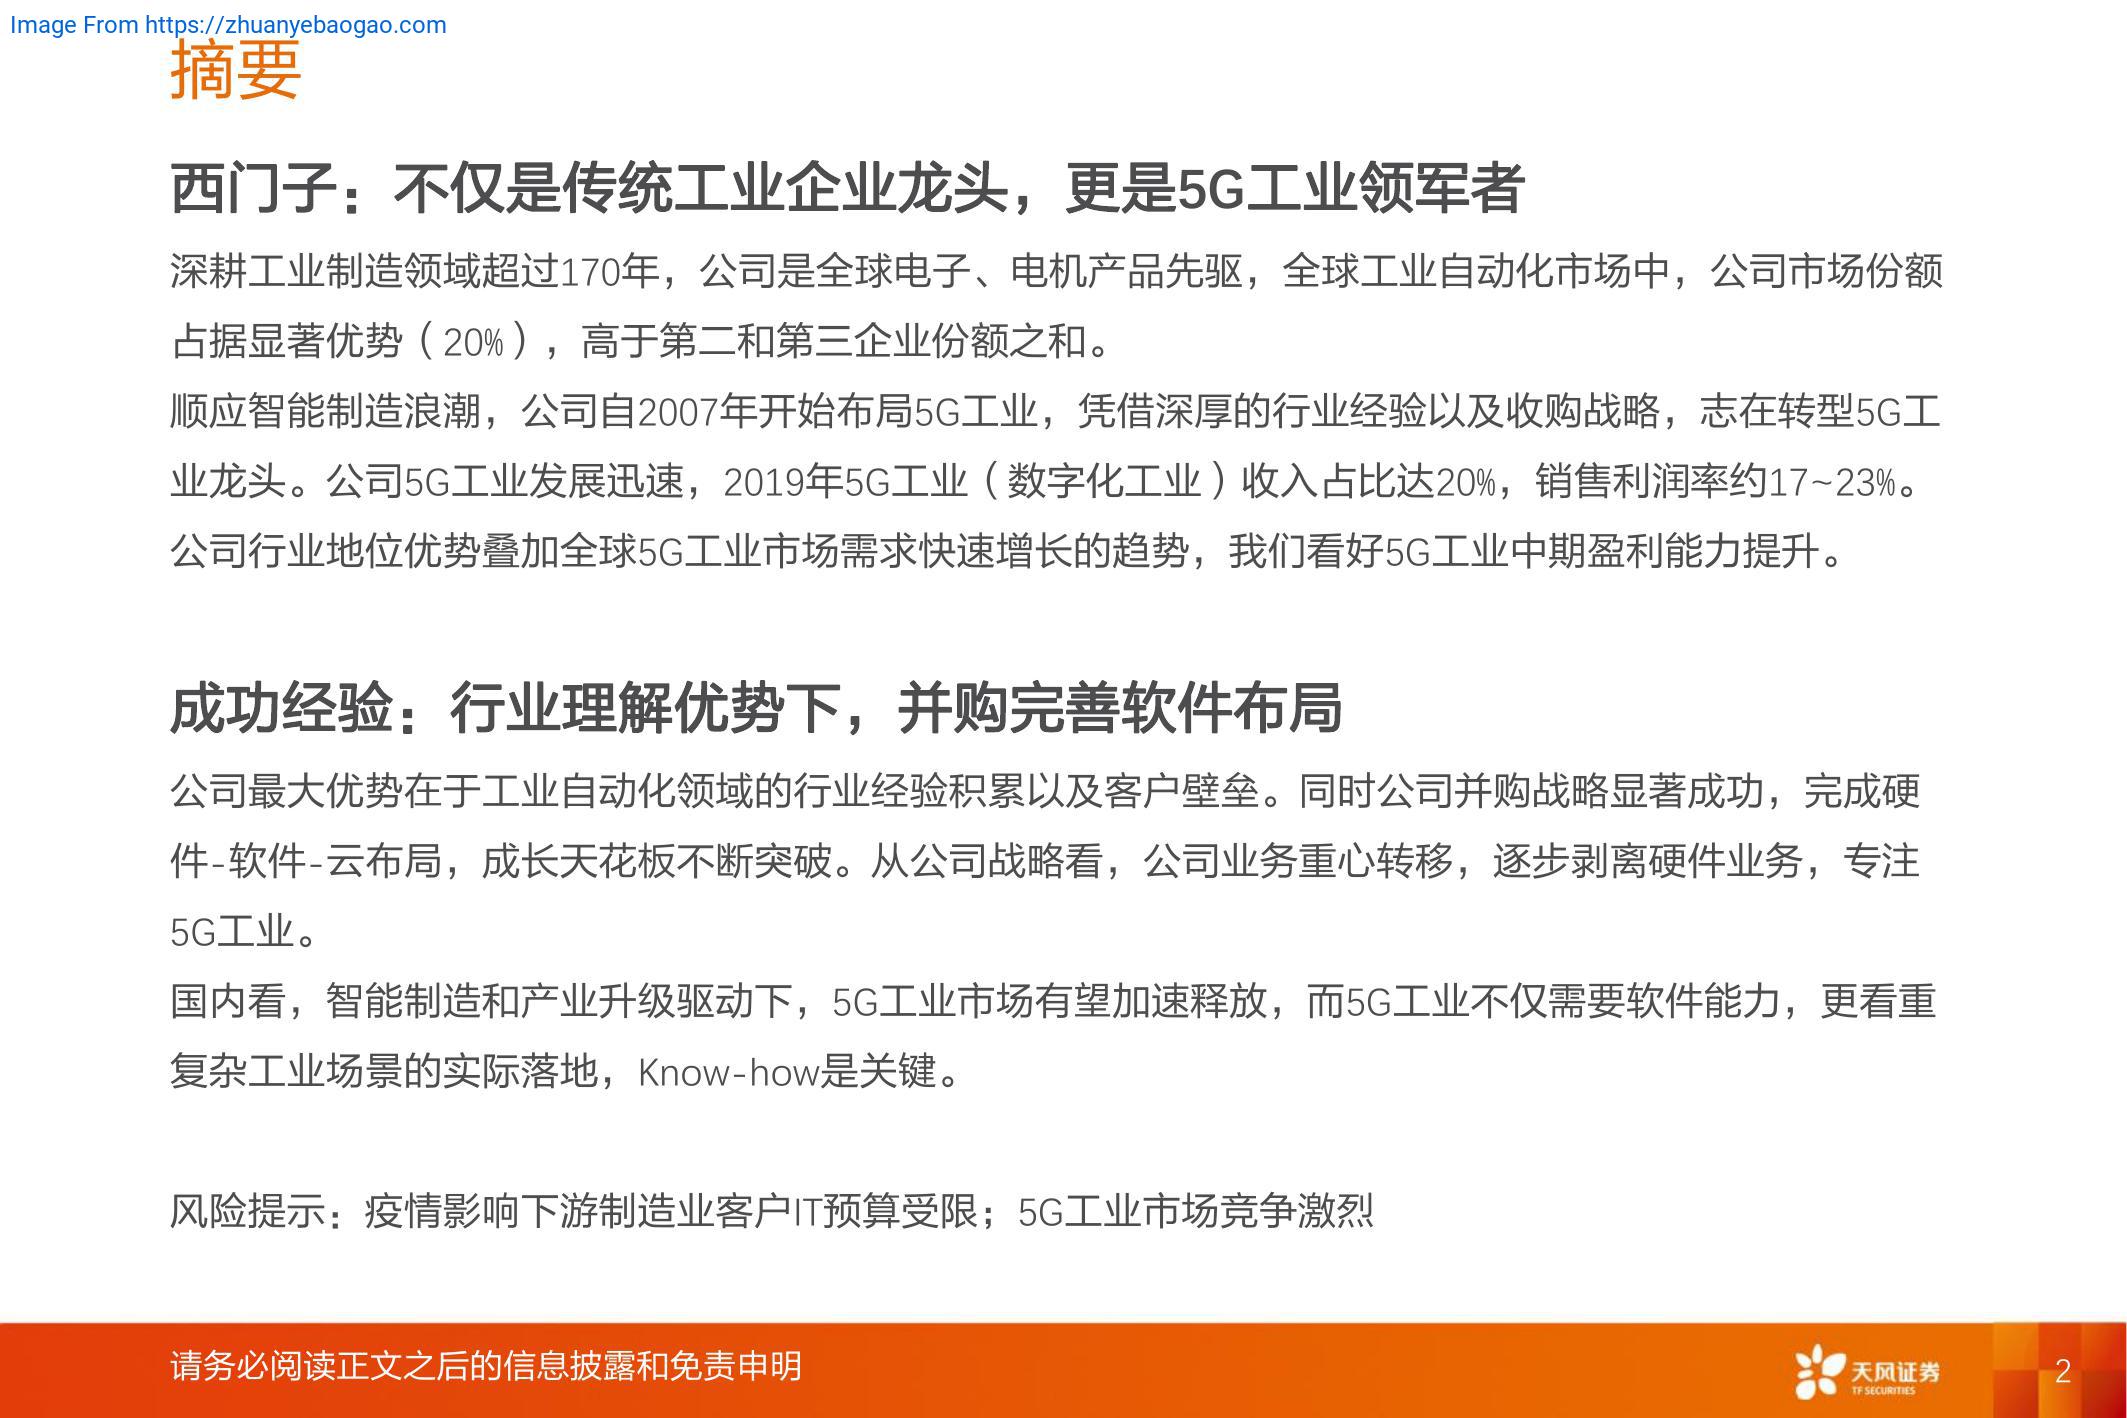 Image From https://zhuanyebaogao.com
摘要
西门子：不仅是传统工业企业龙头，更是5G工业领军者
深耕工业制造领域超过170年，公司是全球电子、电机产品先驱，全球工业自动化市场中，公司市场份额
占据显著优势（20%），高于第二和第三企业份额之和。
顺应智能制造浪潮，公司自2007年开始布局5G工业，凭借深厚的行业经验以及收购战略，志在转型5G工
业龙头。公司5G工业发展迅速，2019年5G工业（数字化工业）收入占比达20%，销售利润率约17~23%。
公司行业地位优势叠加全球5G工业市场需求快速增长的趋势，我们看好5G工业中期盈利能力提升。
成功经验：行业理解优势下，并购完善软件布局
公司最大优势在于工业自动化领域的行业经验积累以及客户壁垒。同时公司并购战略显著成功，完成硬
件-软件-云布局，成长天花板不断突破。从公司战略看，公司业务重心转移，逐步剥离硬件业务，专注
5G工业。
国内看，智能制造和产业升级驱动下，5G工业市场有望加速释放，而5G工业不仅需要软件能力，更看重
复杂工业场景的实际落地，Know-how是关键。
风险提示：疫情影响下游制造业客户IT预算受限；5G工业市场竞争激烈
请务必阅读正文之后的信息披露和免责申明
天风证券
TF SECURITIES
2